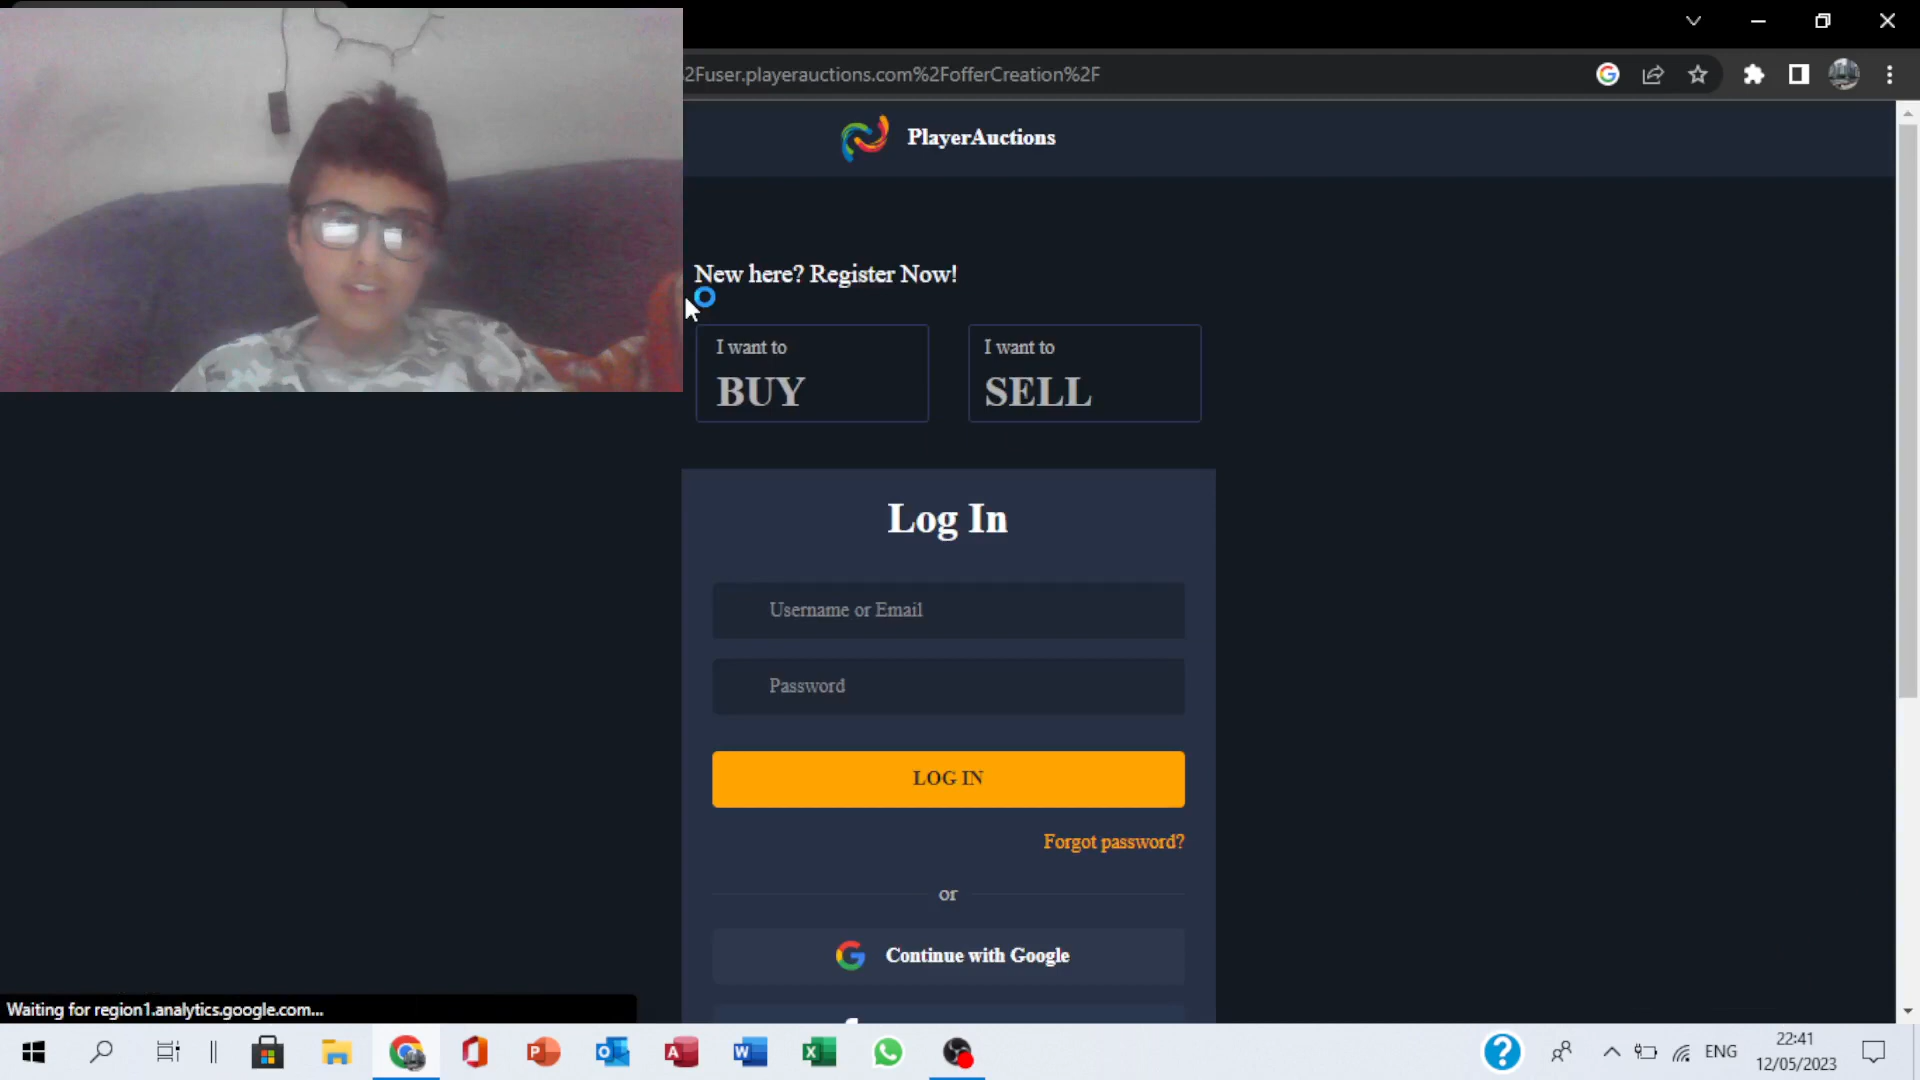 2Fuser.playerauctions.com%2FofferCreation%2F
PlayerAuctions
New here? Register Now!
I want to
BUY
I want to
SELL
Log In
Username or Email
Password
LOG IN
Forgot password?
or
Continue with Google
Waiting for region1.analytics.google.com...
ENG
22:41
12/05/2023